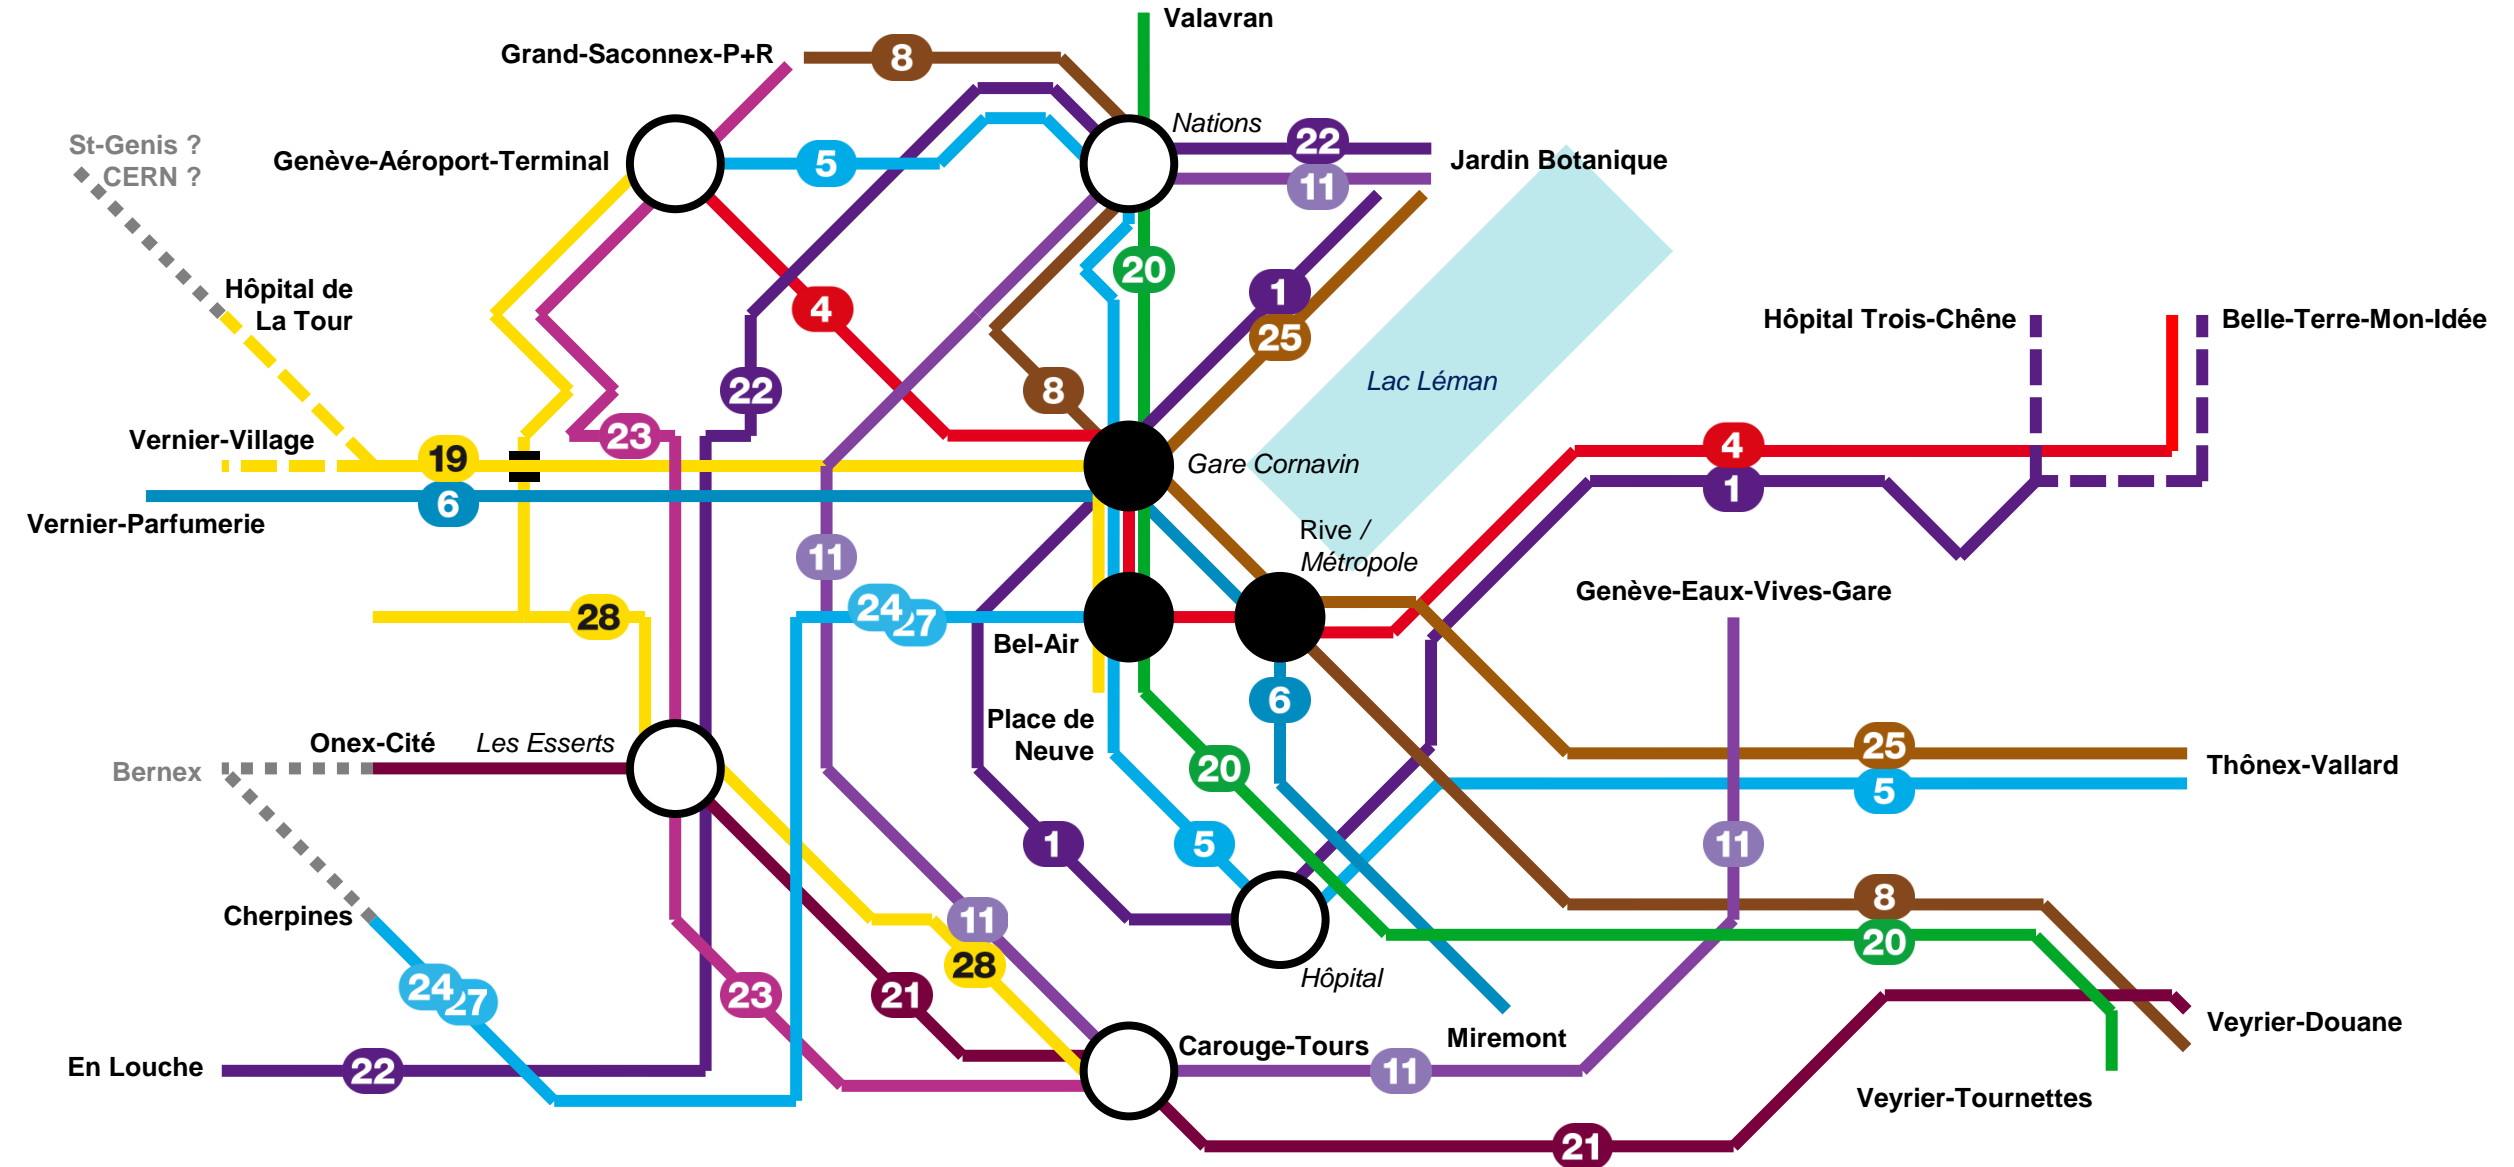 Valavran
Grand-Saconnex-P+R
8
Nations
St-Genis ?
CERN ?
Genève-Aéroport-Terminal
5
22
11
Jardin Botanique
20
Hôpital de
La Tour
4
1
25
Hôpital Trois-Chêne
Belle-Terre-Mon-Idée
22
8
Lac Léman
Vernier-Village
19
23
Gare Cornavin
4
1
6
Vernier-Parfumerie
Rive /
Métropole
11
Genève-Eaux-Vives-Gare
28
24
27
Bel-Air
6
Place de
Neuve
Onex-Cité
Les Esserts
Bernex
20
25
5
Thônex-Vallard
1
5
11
8
20
Cherpines
11
28
Hôpital
24
27
23
21
Veyrier-Douane
Miremont
Carouge-Tours
En Louche
22
11
Veyrier-Tournettes
21